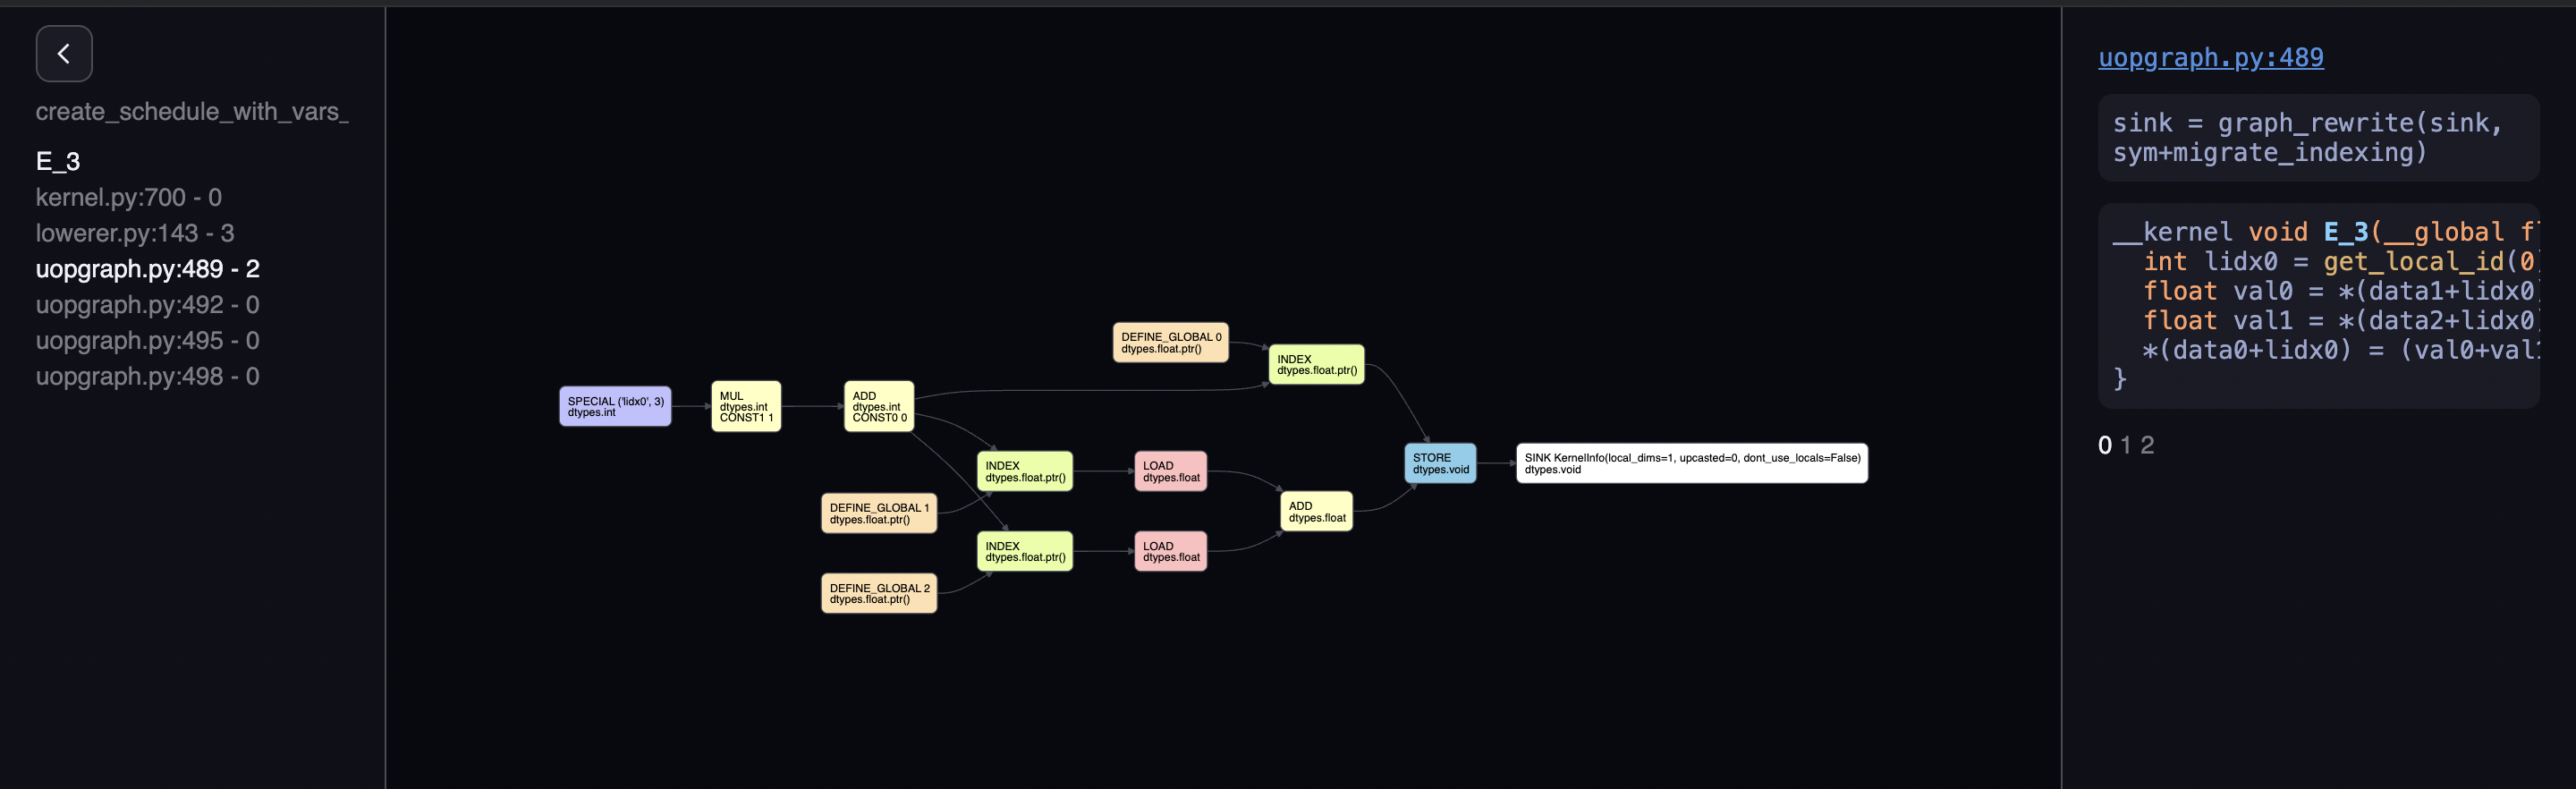 create_schedule_with_vars_
E_3
kernel.py:700 - 0
lowerer.py:143 - 3
uopgraph.py:489 - 2
uopgraph.py:492 - 0
uopgraph.py:495 - 0
uopgraph.py:498 - 0
DEFINE_GLOBAL 0
dtypes.float.ptr()
INDEX
dtypes.float.ptr()
SPECIAL ('lidx0', 3)
dtypes.int
MUL
dtypes.int
CONST1 1
ADD
dtypes.int
CONST0 0
INDEX
dtypes.float.ptr()
LOAD
dtypes.float
DEFINE_GLOBAL 1
dtypes.float.ptr()
INDEX
dtypes.float.ptr()
LOAD
dtypes.float
DEFINE_GLOBAL 2
dtypes.float.ptr()
ADD
dtypes.float
STORE
dtypes.void
SINK KernelInfo(local_dims=1, upcasted=0, dont_use_locals=False)
dtypes.void
uopgraph.py:489
sink = graph_rewrite(sink,
sym+migrate_indexing)
__kernel void E_3(__global fl
int lidx0 = get_local_id(0)
float val0 = *(data1+lidx0)
float val1 = *(data2+lidx0)
*(data0+lidx0) = (val0+val1
}
0 1 2